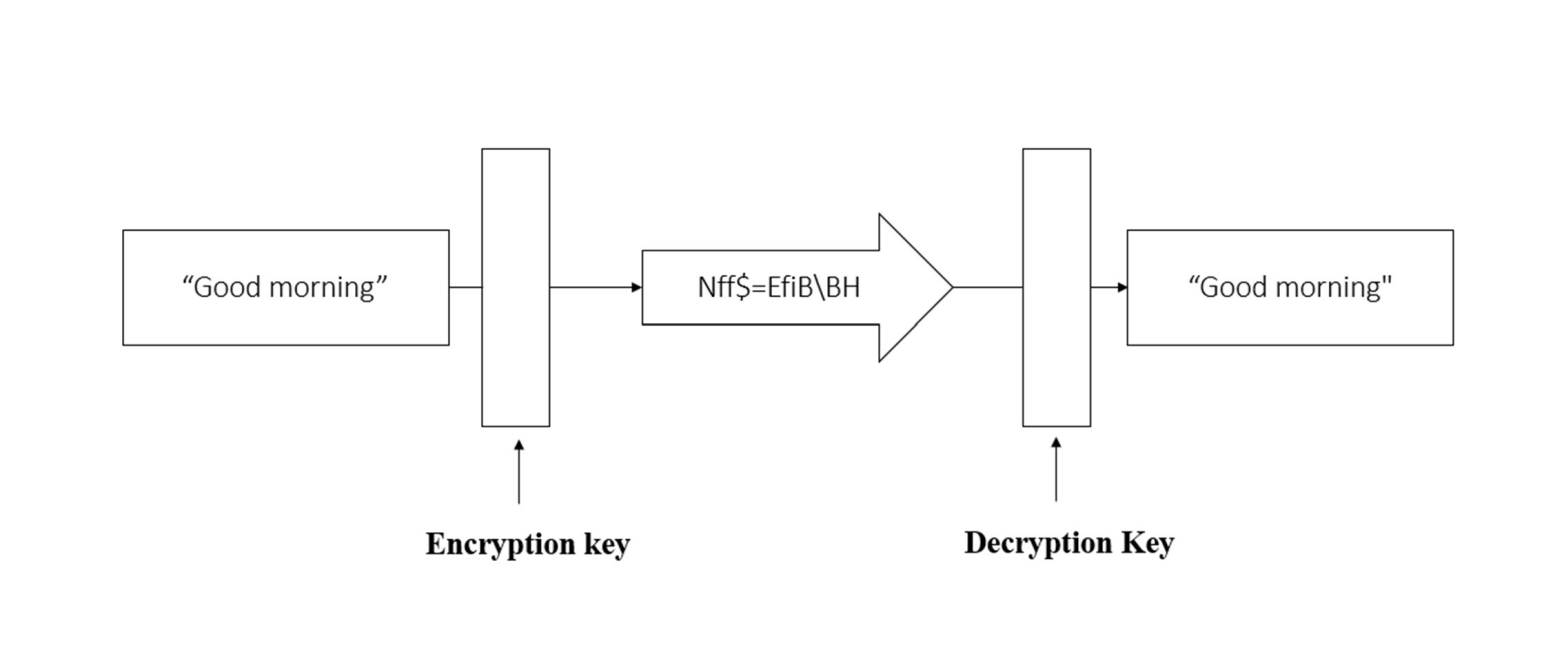 “Good morning”
Nff$=EfiB\BH
“Good morning"
Encryption key
Decryption Key